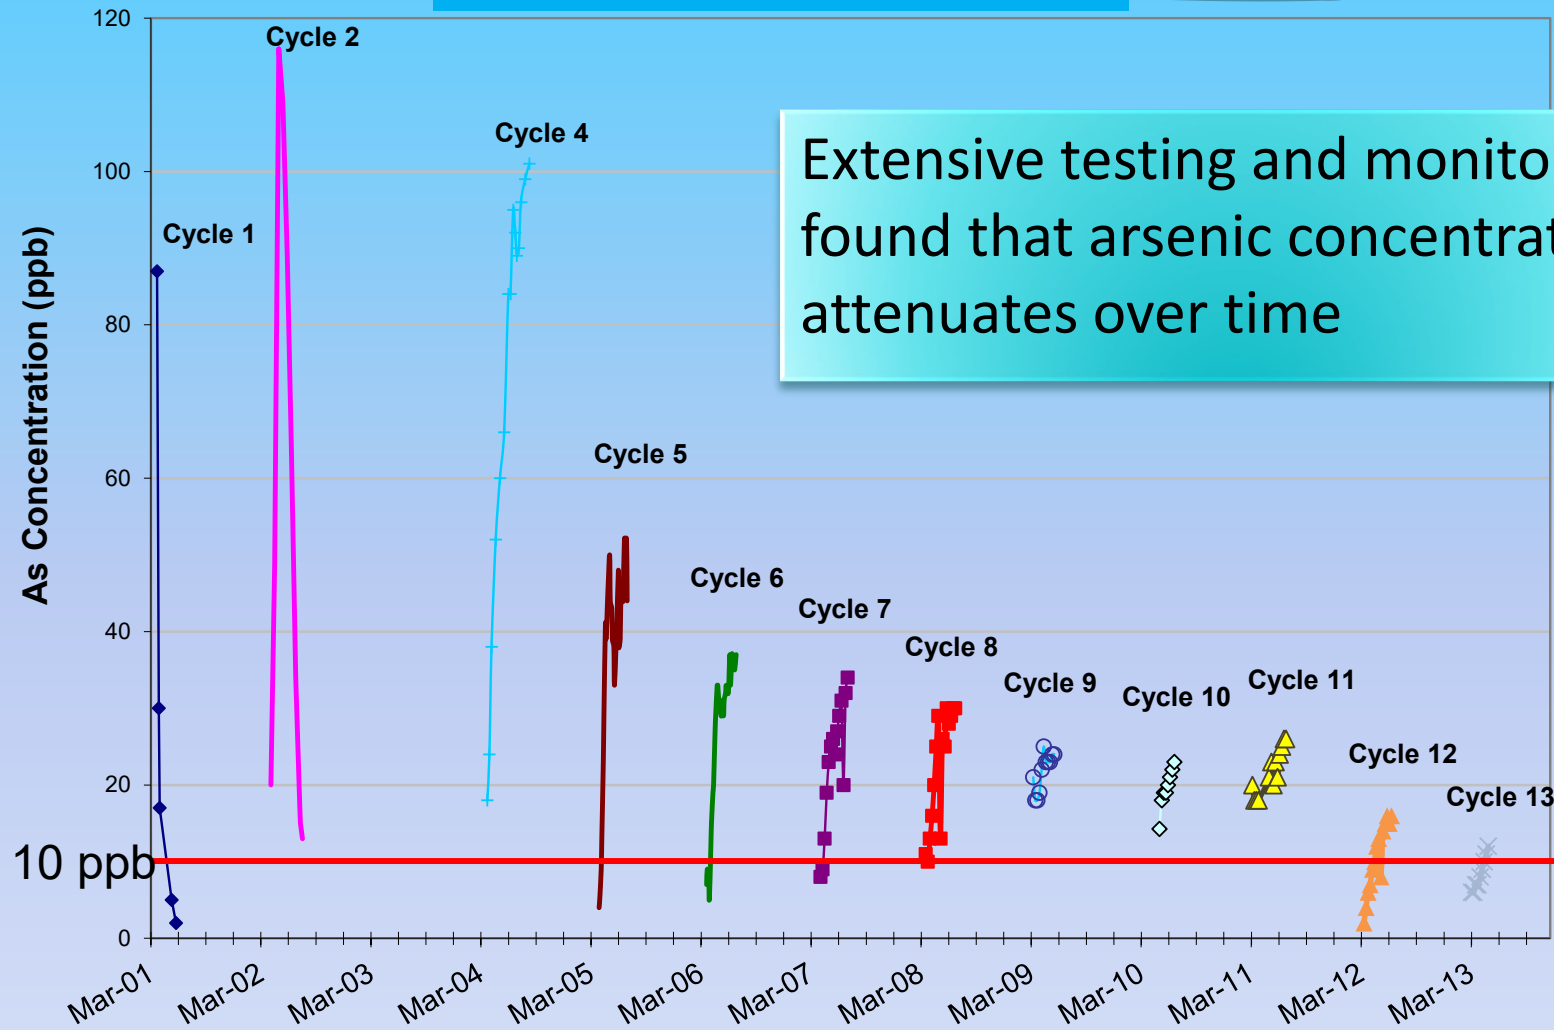 120
Cycle 2
Cycle 4
Extensive testing and monito
100
found that arsenic concentrat
Cycle 1
attenuates over time
80
As Concentration (ppb)
Cycle 5
60
Cycle 6
Cycle 7
40
Cycle 8
Cycle 9
Cycle 11
Cycle 10
Cycle 12
20
Cycle 13
10 ppb
0
Mar-01
Mar-02
Mar-03
Mar-04
Mar-05
Mar-06
Mar-07
Mar-08
Mar-09
Mar-10
Mar-11
Mar-12
Mar-13